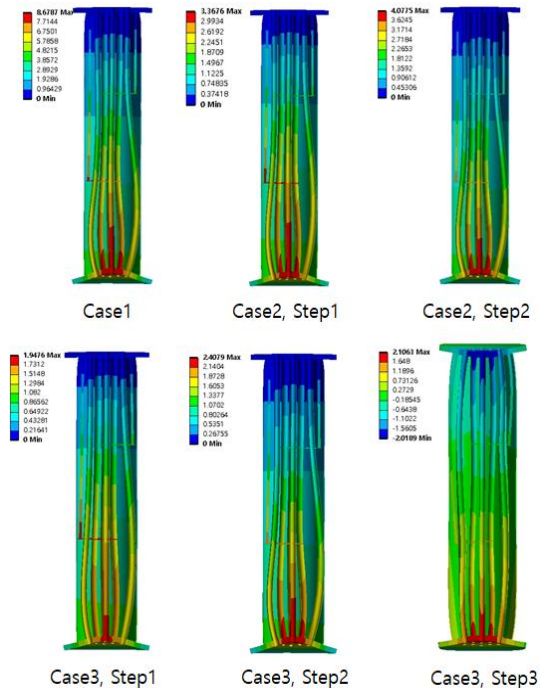 8.6787 Max
7.7144
6.7501
5.7858
4.8215
3.8572
2.8929
1.9286
0.96429
0 Min
Case1
3.3676 Max
2.9934
2.6192
2.2451
1.8709
1.4967
1.1225
0.74835
0.37418
0 Min
Case2, Step1
4.0775 Max
3.6245
3.1714
2.7184
2.2653
1.8122
1.3592
0.90612
0.45306
0 Min
Case2, Step2
1.9476 Max
1.7312
1.5148
1.2984
1.082
0.86562
0.64922
0.43281
0.21641
0 Min
Case3, Step1
2.4079 Max
2.1404
1.8728
1.6053
1.3377
1.0702
0.80264
0.5351
0.26755
0 Min
Case3, Step2
2.1063 Max
1.648
1.1896
0.73126
0.2729
-0.18545
-0.6438
-1.1022
-1.5605
-2.0189 Min
Case3, Step3